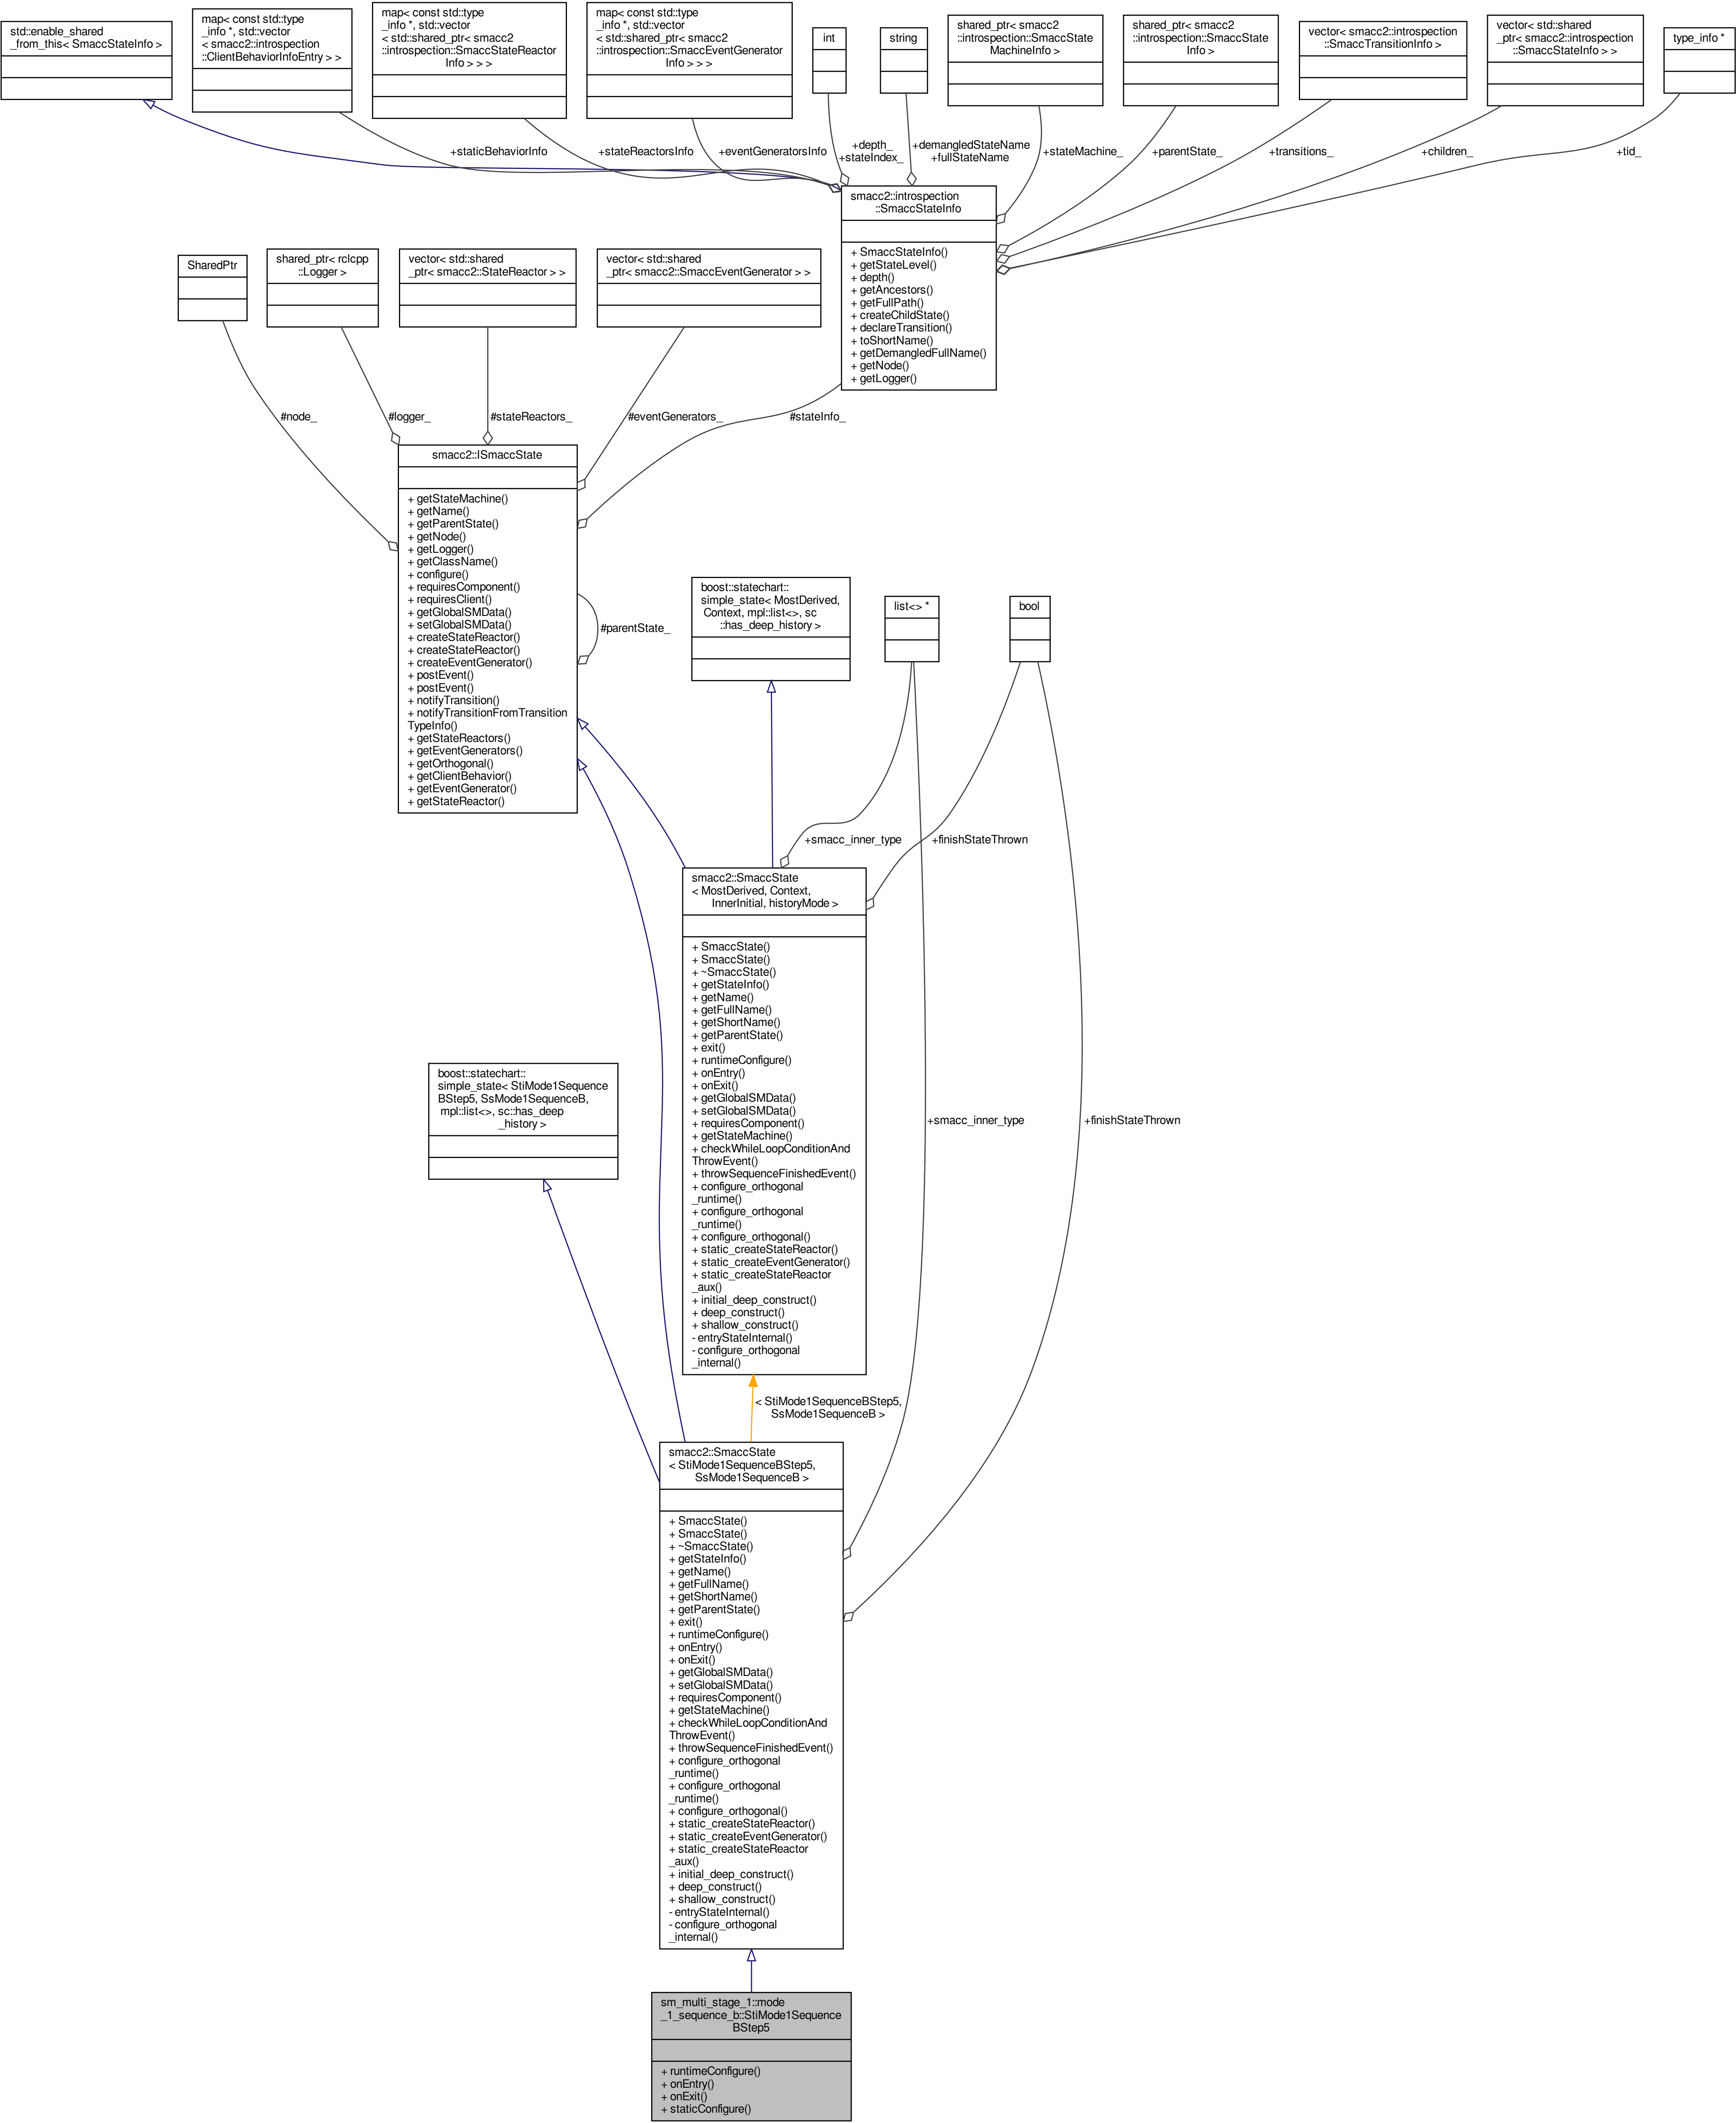 std::enable_shared
_from_this< SmaccStateInfo >
map< const std::type
_info *, std::vector
< smacc2::introspection
::ClientBehaviorInfoEntry > >
map< const std::type
_info *, std::vector
< std::shared_ptr< smacc2
::introspection::SmaccStateReactor
Info > > >
map< const std::type
_info *, std::vector
< std::shared_ptr< smacc2
::introspection::SmaccEventGenerator
Info > > >
int
string
shared_ptr< smacc2
::introspection::SmaccState
MachineInfo >
shared_ptr< smacc2
::introspection::SmaccState
Info >
vector< smacc2::introspection
::SmaccTransitionInfo >
vector< std::shared
_ptr< smacc2::introspection
::SmaccStateInfo > >
type_info *
+staticBehaviorInfo
+stateReactorsInfo
+eventGeneratorsInfo
+depth_
+stateIndex_
+demangledStateName
+fullStateName
+stateMachine_
+parentState_
+transitions_
+children_
+tid_
smacc2::introspection
::SmaccStateInfo
+ SmaccStateInfo()
+ getStateLevel()
+ depth()
+ getAncestors()
+ getFullPath()
+ createChildState()
+ declareTransition()
+ toShortName()
+ getDemangledFullName()
+ getNode()
+ getLogger()
SharedPtr
shared_ptr< rclcpp
::Logger >
vector< std::shared
_ptr< smacc2::StateReactor > >
vector< std::shared
_ptr< smacc2::SmaccEventGenerator > >
#node_
#logger_
#stateReactors_
#eventGenerators_
#stateInfo_
smacc2::ISmaccState
+ getStateMachine()
+ getName()
+ getParentState()
+ getNode()
+ getLogger()
+ getClassName()
+ configure()
+ requiresComponent()
+ requiresClient()
+ getGlobalSMData()
+ setGlobalSMData()
+ createStateReactor()
+ createStateReactor()
+ createEventGenerator()
+ postEvent()
+ postEvent()
+ notifyTransition()
+ notifyTransitionFromTransition
TypeInfo()
+ getStateReactors()
+ getEventGenerators()
+ getOrthogonal()
+ getClientBehavior()
+ getEventGenerator()
+ getStateReactor()
#parentState_
boost::statechart::
simple_state< MostDerived,
Context, mpl::list<>, sc
::has_deep_history >
list<> *
bool
+smacc_inner_type
+finishStateThrown
smacc2::SmaccState
< MostDerived, Context,
InnerInitial, historyMode >
+ SmaccState()
+ SmaccState()
+ ~SmaccState()
+ getStateInfo()
+ getName()
+ getFullName()
+ getShortName()
+ getParentState()
+ exit()
+ runtimeConfigure()
+ onEntry()
+ onExit()
+ getGlobalSMData()
+ setGlobalSMData()
+ requiresComponent()
+ getStateMachine()
+ checkWhileLoopConditionAnd
ThrowEvent()
+ throwSequenceFinishedEvent()
+ configure_orthogonal
_runtime()
+ configure_orthogonal
_runtime()
+ configure_orthogonal()
+ static_createStateReactor()
+ static_createEventGenerator()
+ static_createStateReactor
_aux()
+ initial_deep_construct()
+ deep_construct()
+ shallow_construct()
- entryStateInternal()
- configure_orthogonal
_internal()
boost::statechart::
simple_state< StiMode1Sequence
BStep5, SsMode1SequenceB,
mpl::list<>, sc::has_deep
_history >
+smacc_inner_type
+finishStateThrown
< StiMode1SequenceBStep5,
SsMode1SequenceB >
smacc2::SmaccState
< StiMode1SequenceBStep5,
SsMode1SequenceB >
+ SmaccState()
+ SmaccState()
+ ~SmaccState()
+ getStateInfo()
+ getName()
+ getFullName()
+ getShortName()
+ getParentState()
+ exit()
+ runtimeConfigure()
+ onEntry()
+ onExit()
+ getGlobalSMData()
+ setGlobalSMData()
+ requiresComponent()
+ getStateMachine()
+ checkWhileLoopConditionAnd
ThrowEvent()
+ throwSequenceFinishedEvent()
+ configure_orthogonal
_runtime()
+ configure_orthogonal
_runtime()
+ configure_orthogonal()
+ static_createStateReactor()
+ static_createEventGenerator()
+ static_createStateReactor
_aux()
+ initial_deep_construct()
+ deep_construct()
+ shallow_construct()
- entryStateInternal()
- configure_orthogonal
_internal()
sm_multi_stage_1::mode
_1_sequence_b::StiMode1Sequence
BStep5
+ runtimeConfigure()
+ onEntry()
+ onExit()
+ staticConfigure()